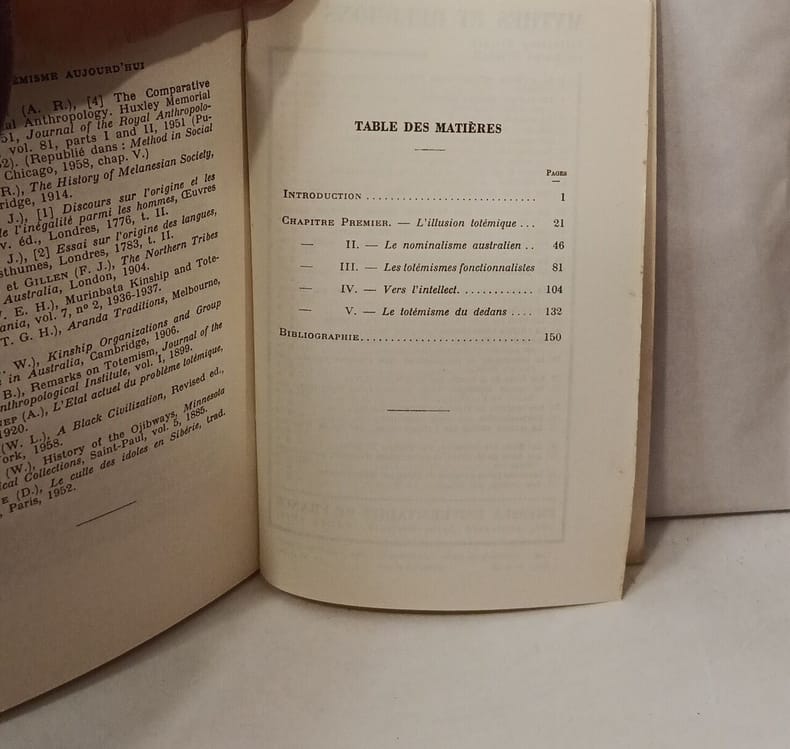 ÉMISME AUJOURD'HUI
(A. R.), [4] The Comparative
al Anthropology. Huxley Memorial
51, Journal of the Royal Anthropolo-
vol. 81, parts I and II, 1951 (Pu-
52). (Republié dans : Method in Social
Chicago, 1958, chap. V.)
R.), The History of Melanesian Society,
ridge, 1914.
J.), [1] Discours sur l'origine et les
de l'inégalité parmi les hommes, Œuvres
v. éd., Londres, 1776, t. II.
J.), [2] Essai sur l'origine des langues,
sthumes, Londres, 1783, t. II.
et GILLEN (F. J.), The Northern Tribes
Australia, London, 1904.
. E. H.), Murinbata Kinship and Tote-
ania, vol. 7, nº 2, 1936-1937.
T. G. H.), Aranda Traditions, Melbourne,
. W.), Kinship Organizations and Group
in Australia, Cambridge, 1906.
B.), Remarks on Totemism, Journal of the
nthropological Institute, vol. I, 1899.
NEP (A.), L'Etat actuel du problème totémique,
1920.
(W. L.), A Black Civilization, Revised ed.,
ork, 1958.
(W.), History of the Ojibways, Minnesota
ical Collections, Saint-Paul, vol. 5, 1885.
E (D.), Le culte des idoles en Sibérie, trad.
, Paris, 1952.
TABLE DES MATIÈRES
PAGES
INTRODUCTION .............................. 1
CHAPITRE PREMIER. — L'illusion totémique ... 21
— II. — Le nominalisme australien .. 46
— III. — Les totémismes fonctionnalistes 81
— IV. — Vers l'intellect. ............. 104
— V. — Le totémisme du dedans .... 132
BIBLIOGRAPHIE .............................. 150